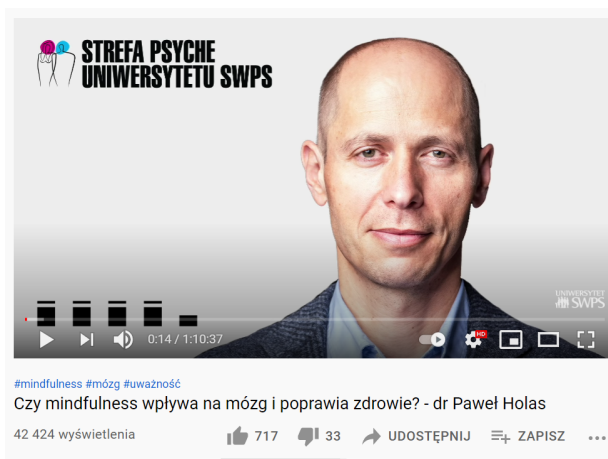 STREFA PSYCHE
UNIWERSYTETU SWPS
UNIWERSYTET
SWPS
0:14 / 1:10:37
HD
#mindfulness #mózg #uważność
Czy mindfulness wpływa na mózg i poprawia zdrowie? - dr Paweł Holas
42 424 wyświetlenia
717
33
UDOSTĘPNIJ
ZAPISZ